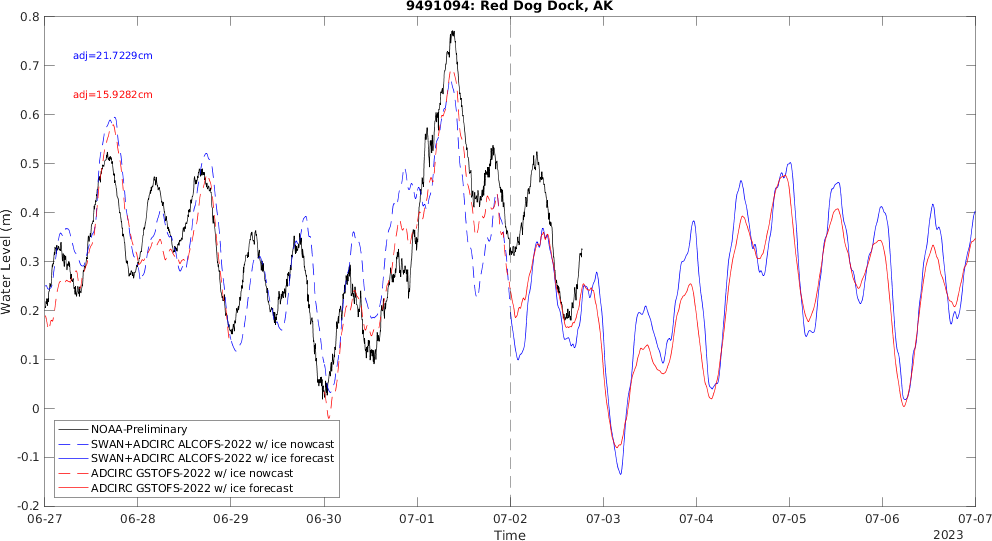 9491094: Red Dog Dock, AK
adj=21.7229cm
adj=15.9282cm
Water Level (m)
0.8
0.7
0.6
0.5
0.4
0.3
0.2
0.1
0
-0.1
-0.2
NOAA-Preliminary
SWAN+ADCIRC ALCOFS-2022 w/ ice nowcast
SWAN+ADCIRC ALCOFS-2022 w/ ice forecast
ADCIRC GSTOFS-2022 w/ ice nowcast
ADCIRC GSTOFS-2022 w/ ice forecast
06-27 06-28 06-29 06-30 07-01 07-02 07-03 07-04 07-05 07-06 07-07
Time
2023